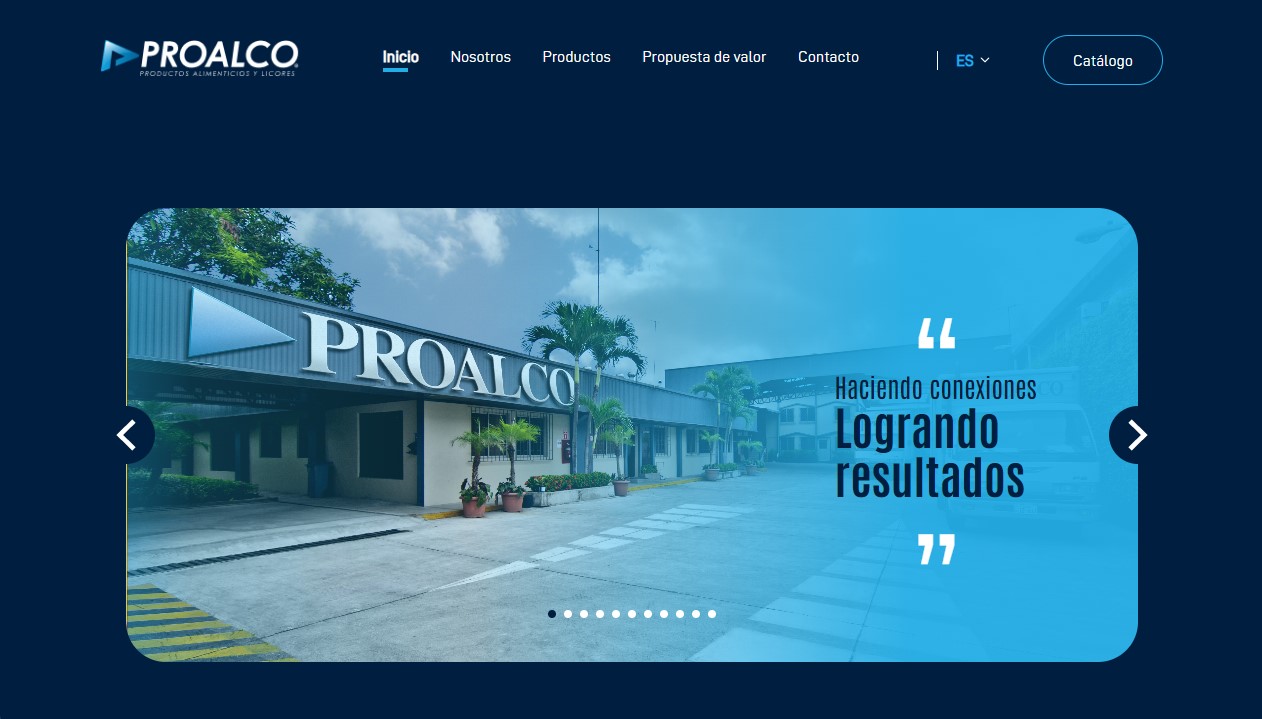 PROALCO
PRODUCTOS ALIMENTICIOS Y LICORES
Inicio
Nosotros
Productos
Propuesta de valor
Contacto
ES
Catálogo
PROALCO
“
Haciendo conexiones
Logrando
resultados
”